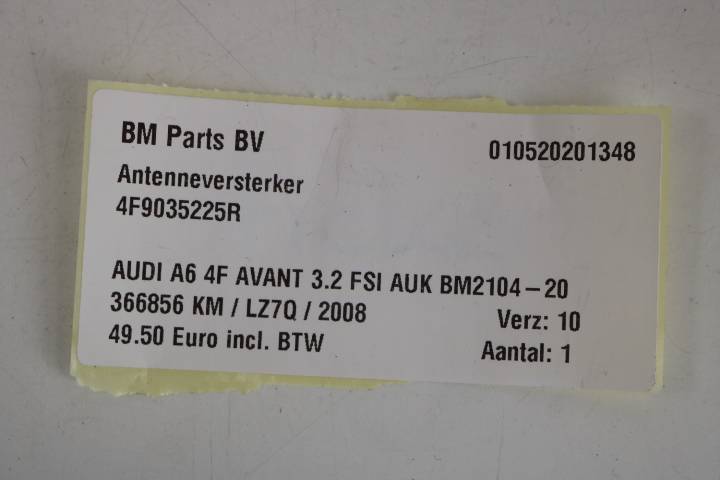 BM Parts BV 010520201348
Antenneversterker
4F9035225R
AUDI A6 4F AVANT 3.2 FSI AUK BM2104-20
366856 KM / LZ7Q / 2008 Verz: 10
49.50 Euro incl. BTW Aantal: 1